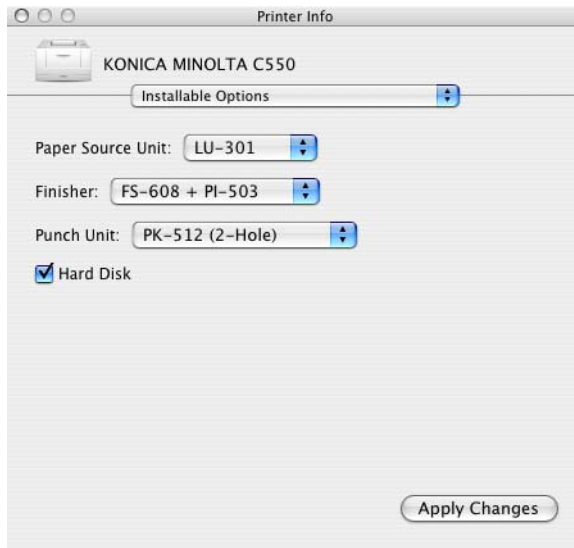 Printer Info
KONICA MINOLTA C550
Installable Options
Paper Source Unit: LU-301
Finisher: FS-608 + PI-503
Punch Unit: PK-512 (2-Hole)
Hard Disk
Apply Changes